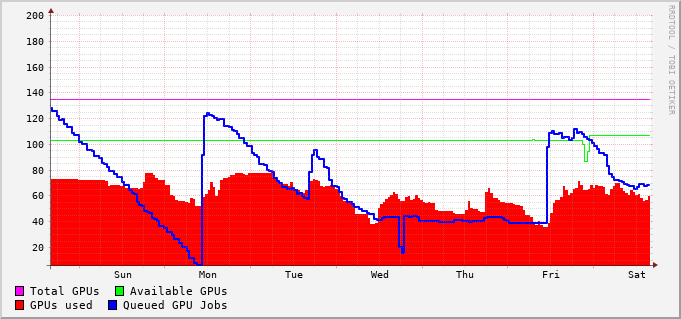 RRDTOOL / TOBI OETIKER
200
180
160
140
120
100
80
60
40
20
Sun Mon Tue Wed Thu Fri Sat
Total GPUs Available GPUs
GPUs used Queued GPU Jobs